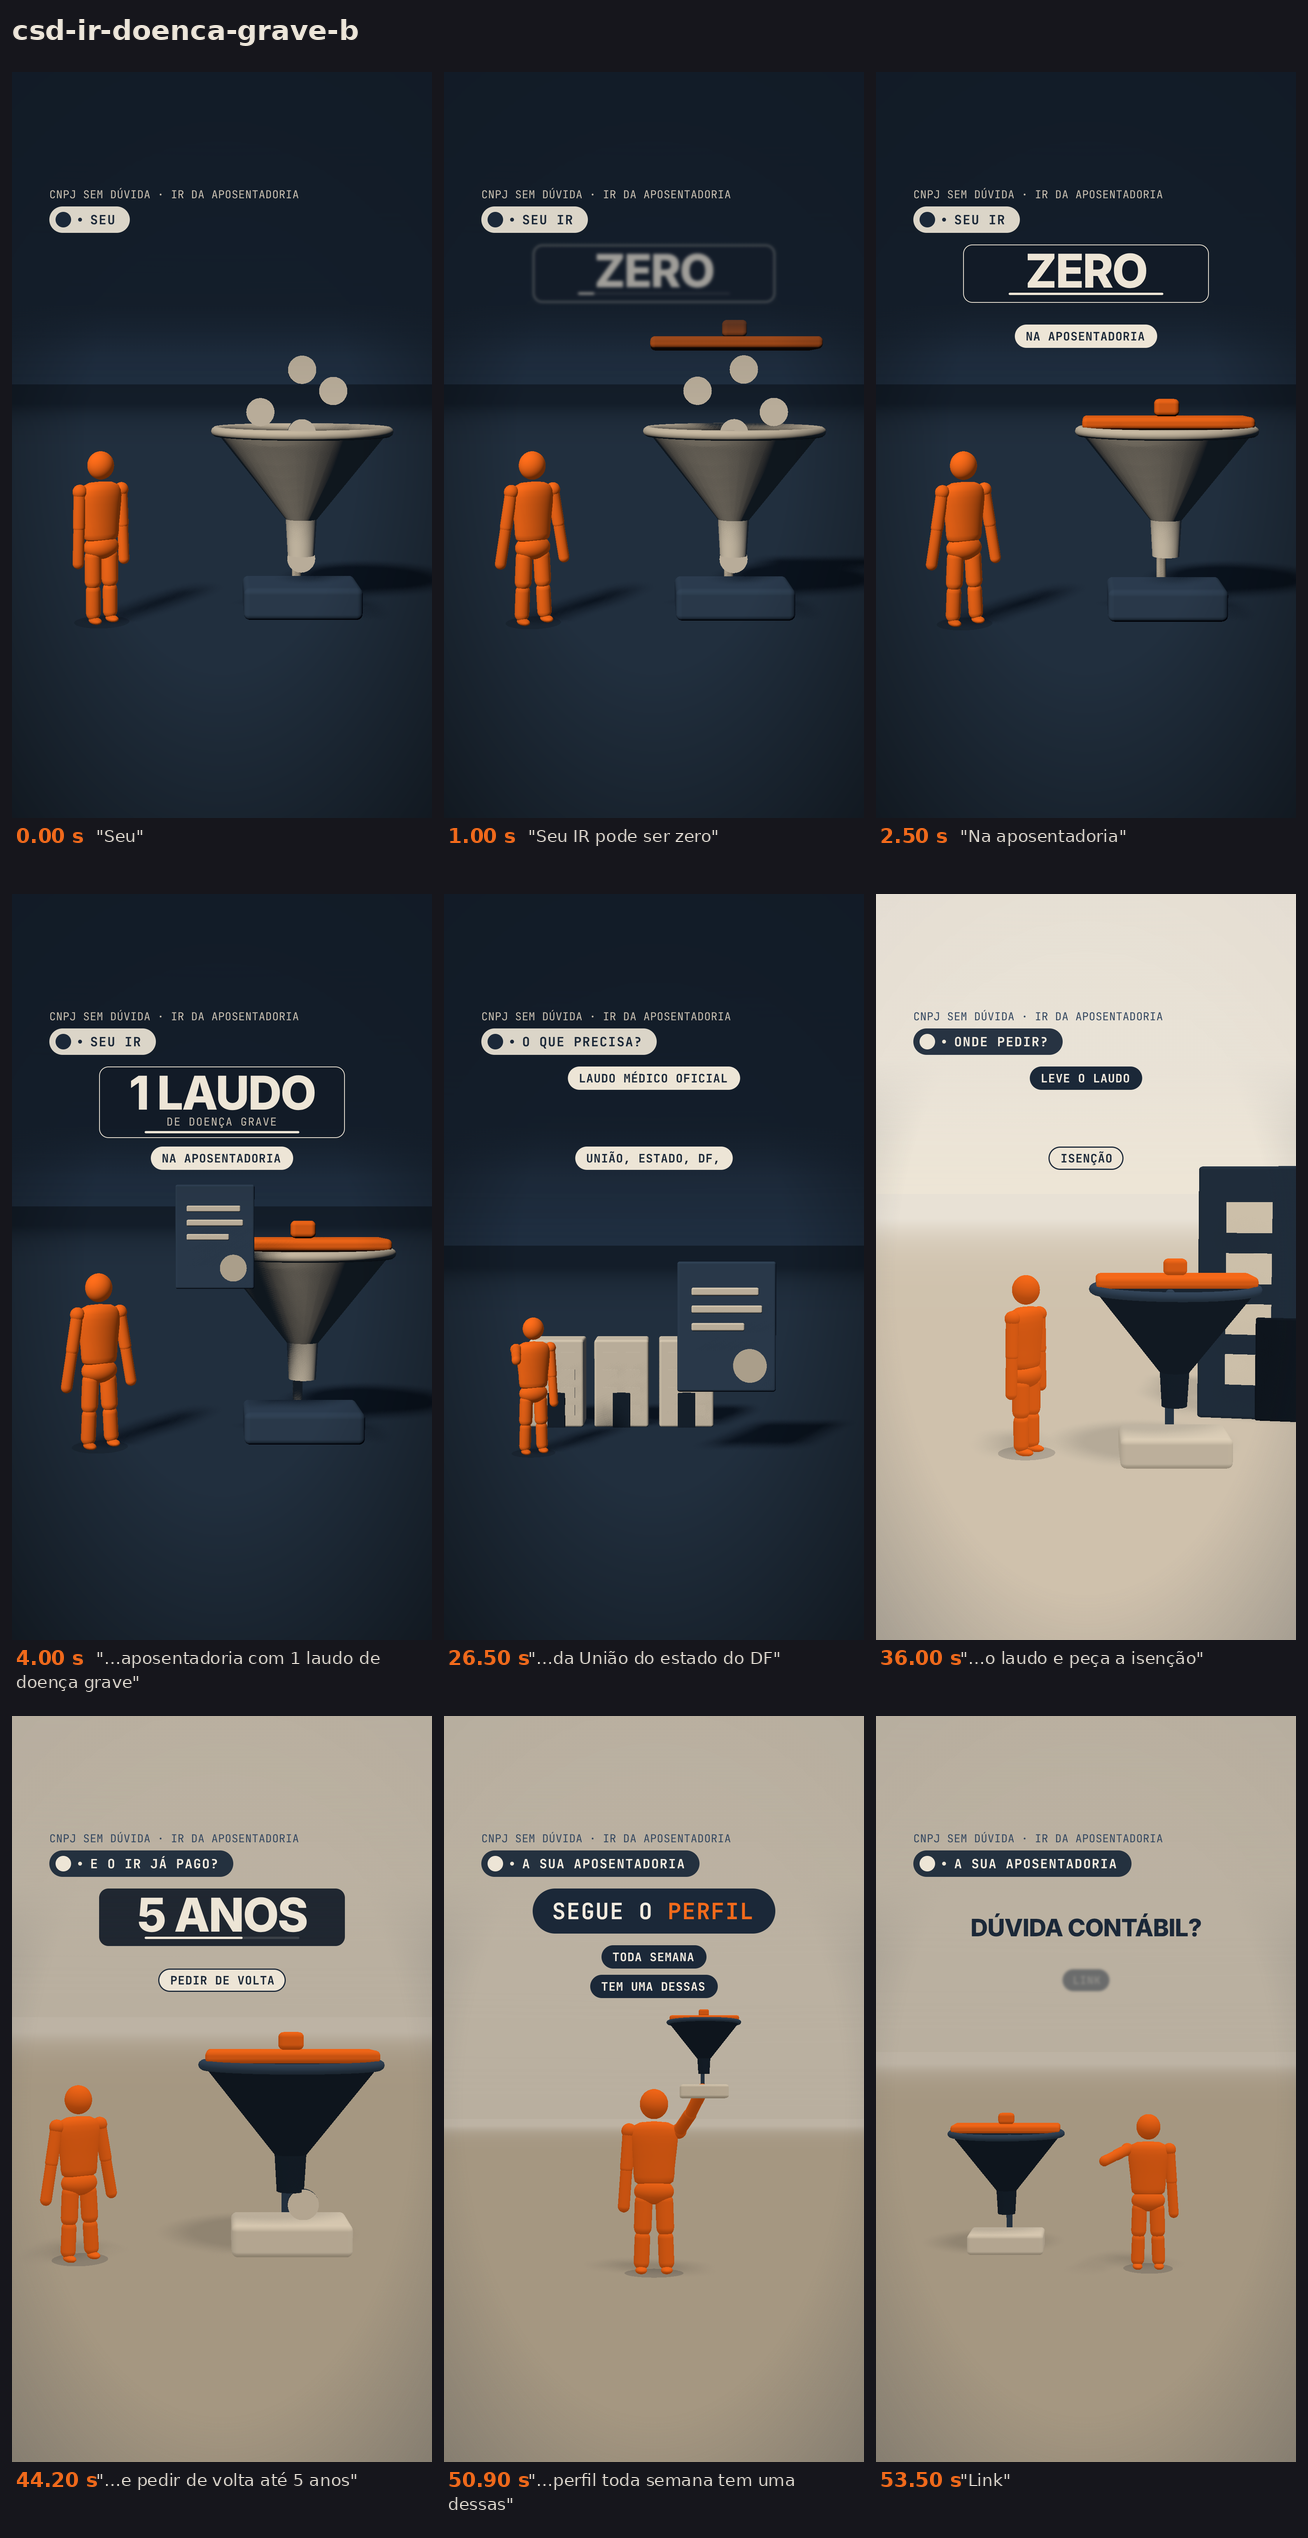 csd-ir-doenca-grave-b
CNPJ SEM DÚVIDA · IR DA APOSENTADORIA
• SEU
0.00 s "Seu"
CNPJ SEM DÚVIDA · IR DA APOSENTADORIA
• SEU IR
_ZERO
1.00 s "Seu IR pode ser zero"
CNPJ SEM DÚVIDA · IR DA APOSENTADORIA
• SEU IR
ZERO
NA APOSENTADORIA
2.50 s "Na aposentadoria"
CNPJ SEM DÚVIDA · IR DA APOSENTADORIA
• SEU IR
1 LAUDO
DE DOENÇA GRAVE
NA APOSENTADORIA
4.00 s "...aposentadoria com 1 laudo de
doença grave"
CNPJ SEM DÚVIDA · IR DA APOSENTADORIA
• O QUE PRECISA?
LAUDO MÉDICO OFICIAL
UNIÃO, ESTADO, DF,
26.50 s "...da União do estado do DF"
CNPJ SEM DÚVIDA · IR DA APOSENTADORIA
• ONDE PEDIR?
LEVE O LAUDO
ISENÇÃO
36.00 s "...o laudo e peça a isenção"
CNPJ SEM DÚVIDA · IR DA APOSENTADORIA
• E O IR JÁ PAGO?
5 ANOS
PEDIR DE VOLTA
44.20 s "...e pedir de volta até 5 anos"
CNPJ SEM DÚVIDA · IR DA APOSENTADORIA
• A SUA APOSENTADORIA
SEGUE O PERFIL
TODA SEMANA
TEM UMA DESSAS
50.90 s "...perfil toda semana tem uma
dessas"
CNPJ SEM DÚVIDA · IR DA APOSENTADORIA
• A SUA APOSENTADORIA
DÚVIDA CONTÁBIL?
LINK
53.50 s "Link"